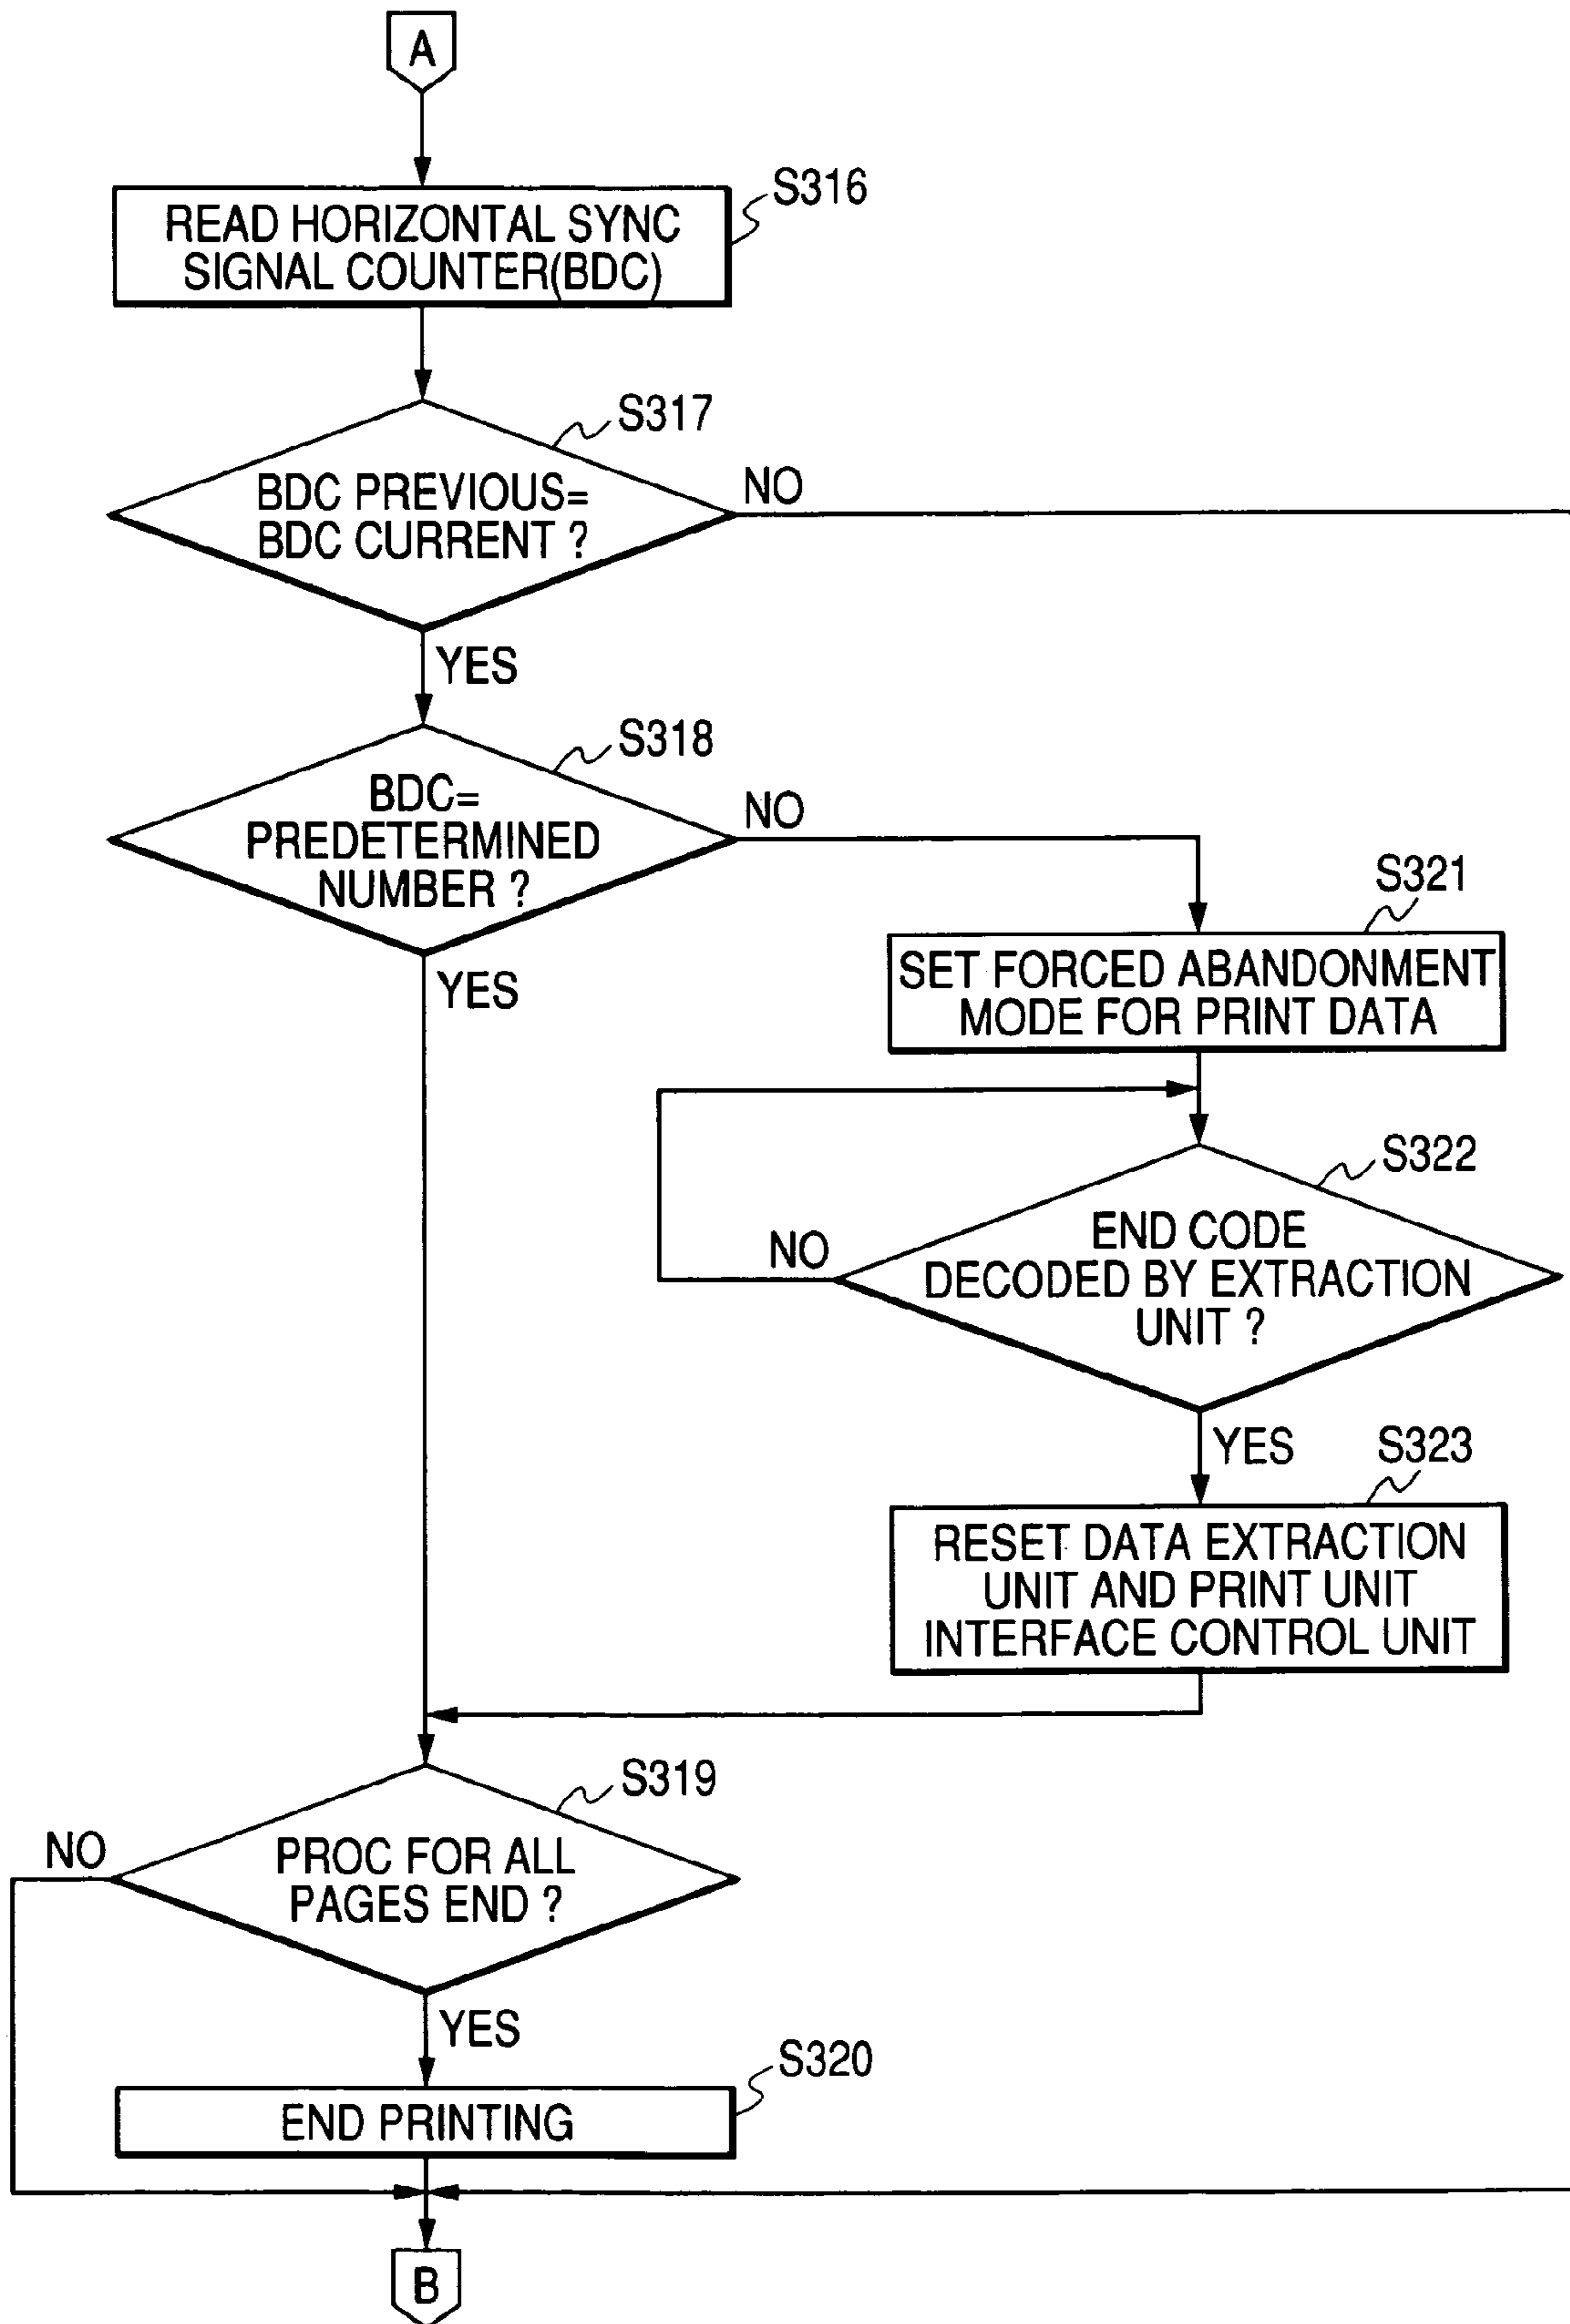 A
S316
READ HORIZONTAL SYNC
SIGNAL COUNTER(BDC)
S317
BDC PREVIOUS=
BDC CURRENT ?
NO
YES
S318
BDC=
PREDETERMINED
NUMBER ?
NO
YES
S321
SET FORCED ABANDONMENT
MODE FOR PRINT DATA
S322
END CODE
DECODED BY EXTRACTION
UNIT ?
NO
YES
S323
RESET DATA EXTRACTION
UNIT AND PRINT UNIT
INTERFACE CONTROL UNIT
S319
PROC FOR ALL
PAGES END ?
NO
YES
S320
END PRINTING
B